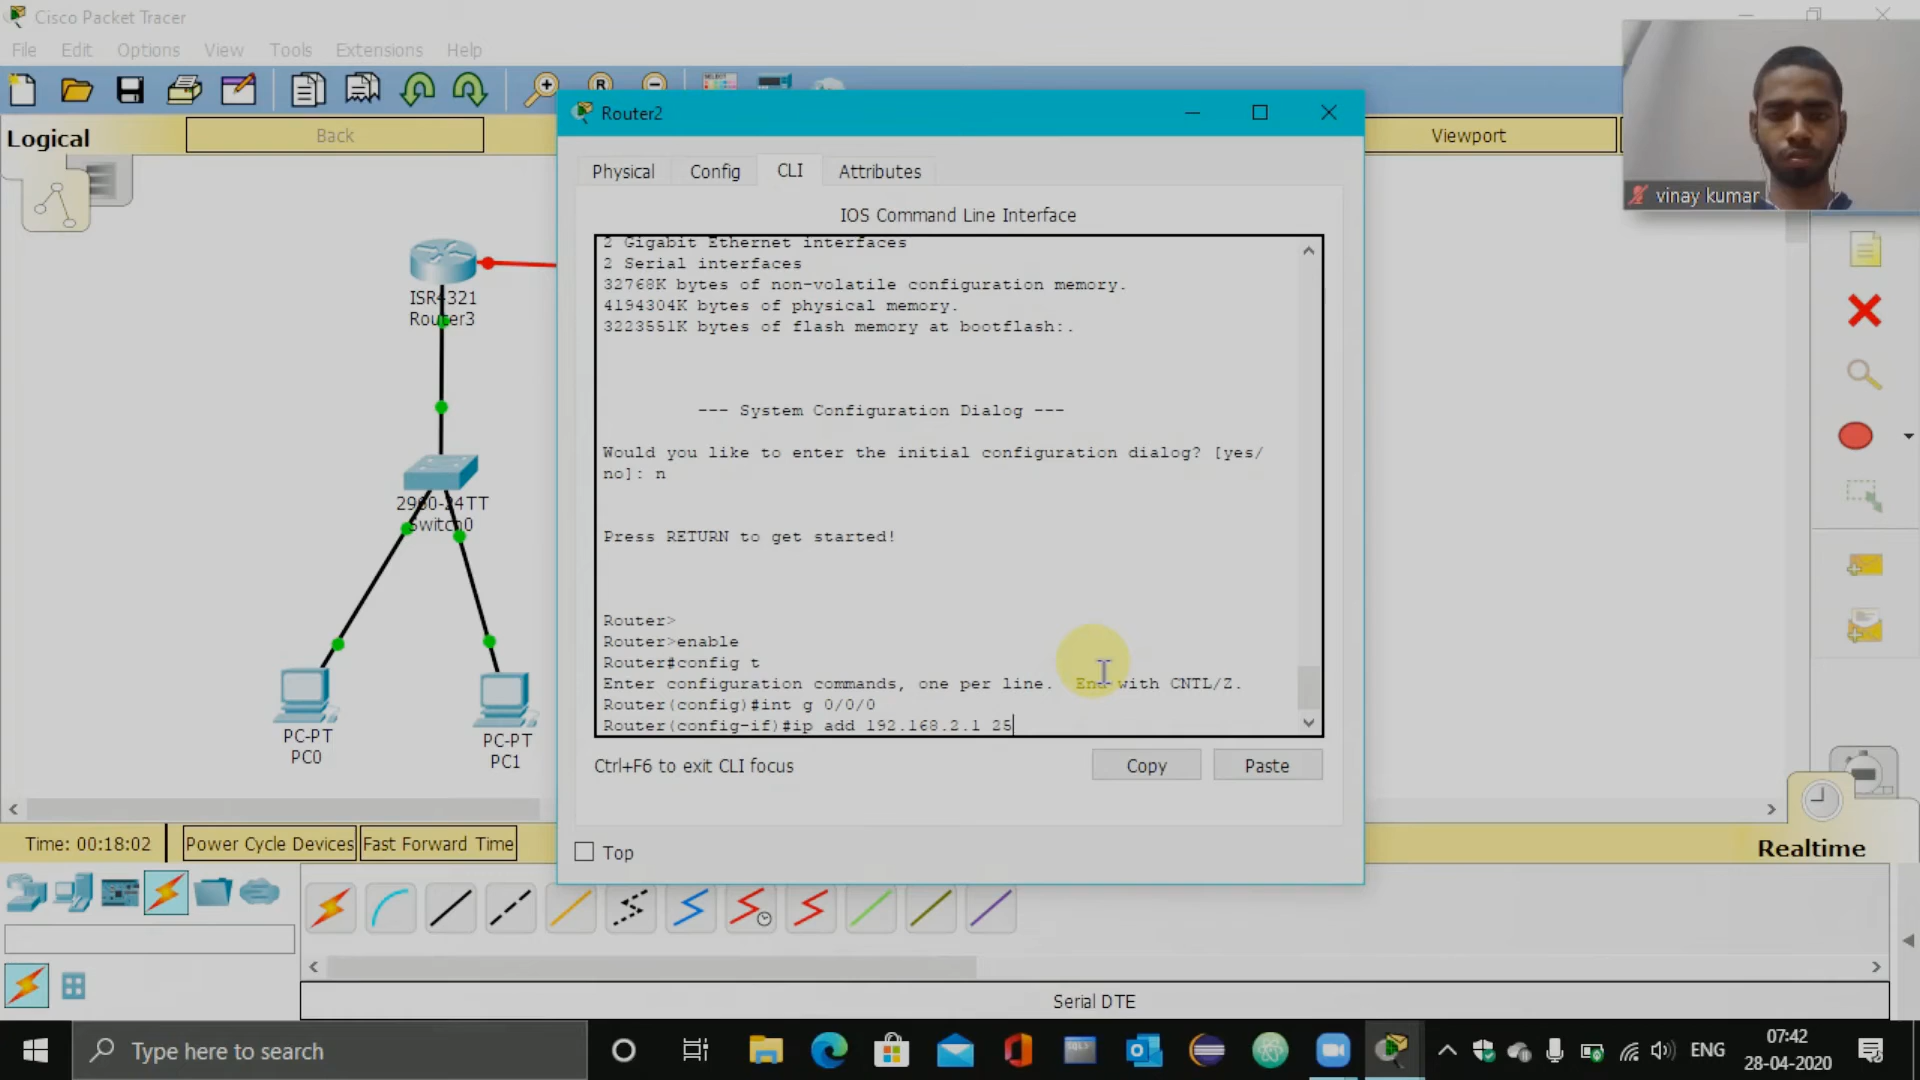 Cisco Packet Tracer
File Edit Options View Tools Extensions Help
Logical
Back
Viewport
vinay kumar
Router2
Physical Config CLI Attributes
IOS Command Line Interface
2 Gigabit Ethernet interfaces
2 Serial interfaces
32768K bytes of non-volatile configuration memory.
4194304K bytes of physical memory.
3223551K bytes of flash memory at bootflash:.
--- System Configuration Dialog ---
Would you like to enter the initial configuration dialog? [yes/
no]: n
Press RETURN to get started!
Router>
Router>enable
Router#config t
Enter configuration commands, one per line. End with CNTL/Z.
Router(config)#int g 0/0/0
Router(config-if)#ip add 192.168.2.1 25
Ctrl+F6 to exit CLI focus
Copy
Paste
Top
ISR4321
Router3
2960-24TT
Switch0
PC-PT
PC0
PC-PT
PC1
Time: 00:18:02
Power Cycle Devices
Fast Forward Time
Realtime
Serial DTE
Type here to search
ENG
07:42
28-04-2020